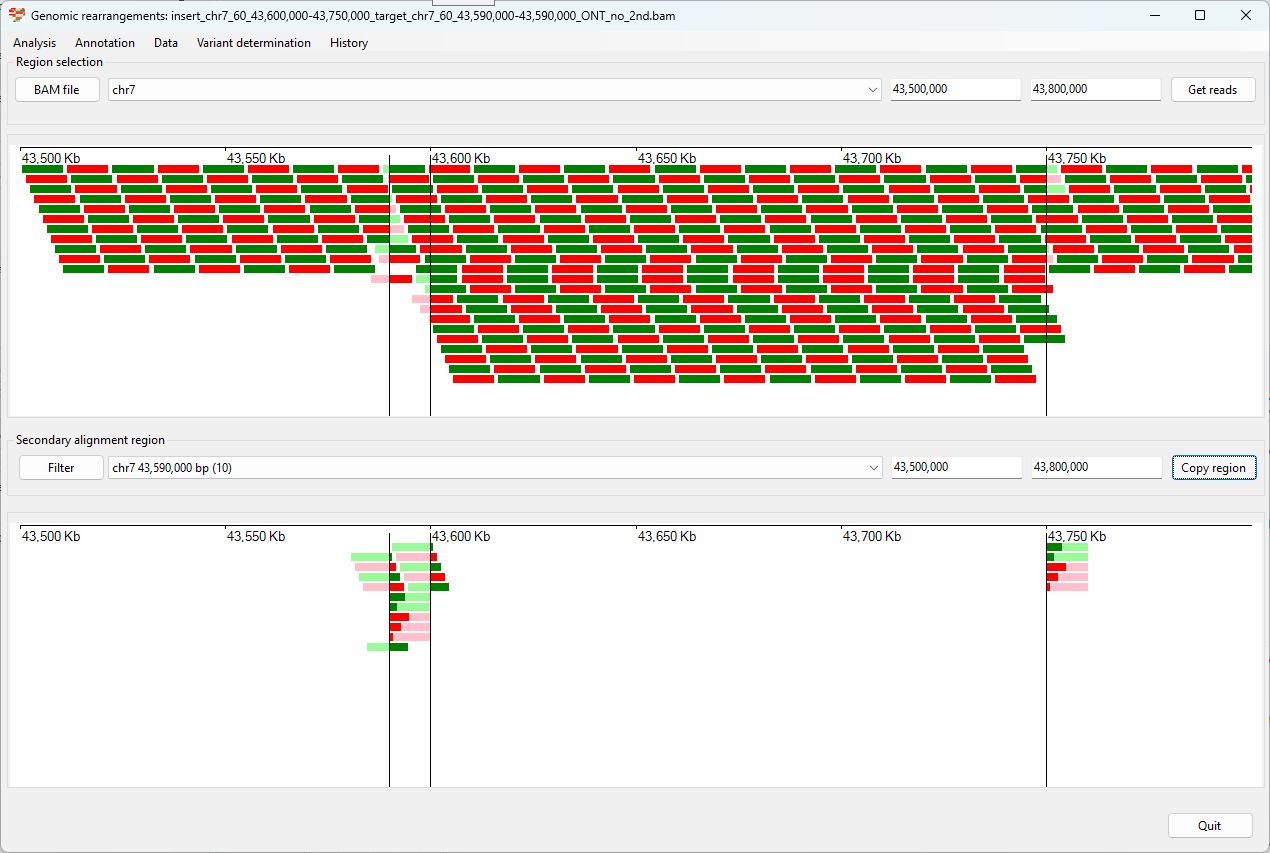 Genomic rearrangements: insert_chr7_60_43,600,000-43,750,000_target_chr7_60_43,590,000-43,590,000_ONT_no_2nd.bam
Analysis Annotation Data Variant determination History
Region selection
BAM file chr7 43,500,000 43,800,000 Get reads
43,500 Kb 43,550 Kb 43,600 Kb 43,650 Kb 43,700 Kb 43,750 Kb
Secondary alignment region
Filter chr7 43,590,000 bp (10) 43,500,000 43,800,000 Copy region
43,500 Kb 43,550 Kb 43,600 Kb 43,650 Kb 43,700 Kb 43,750 Kb
Quit